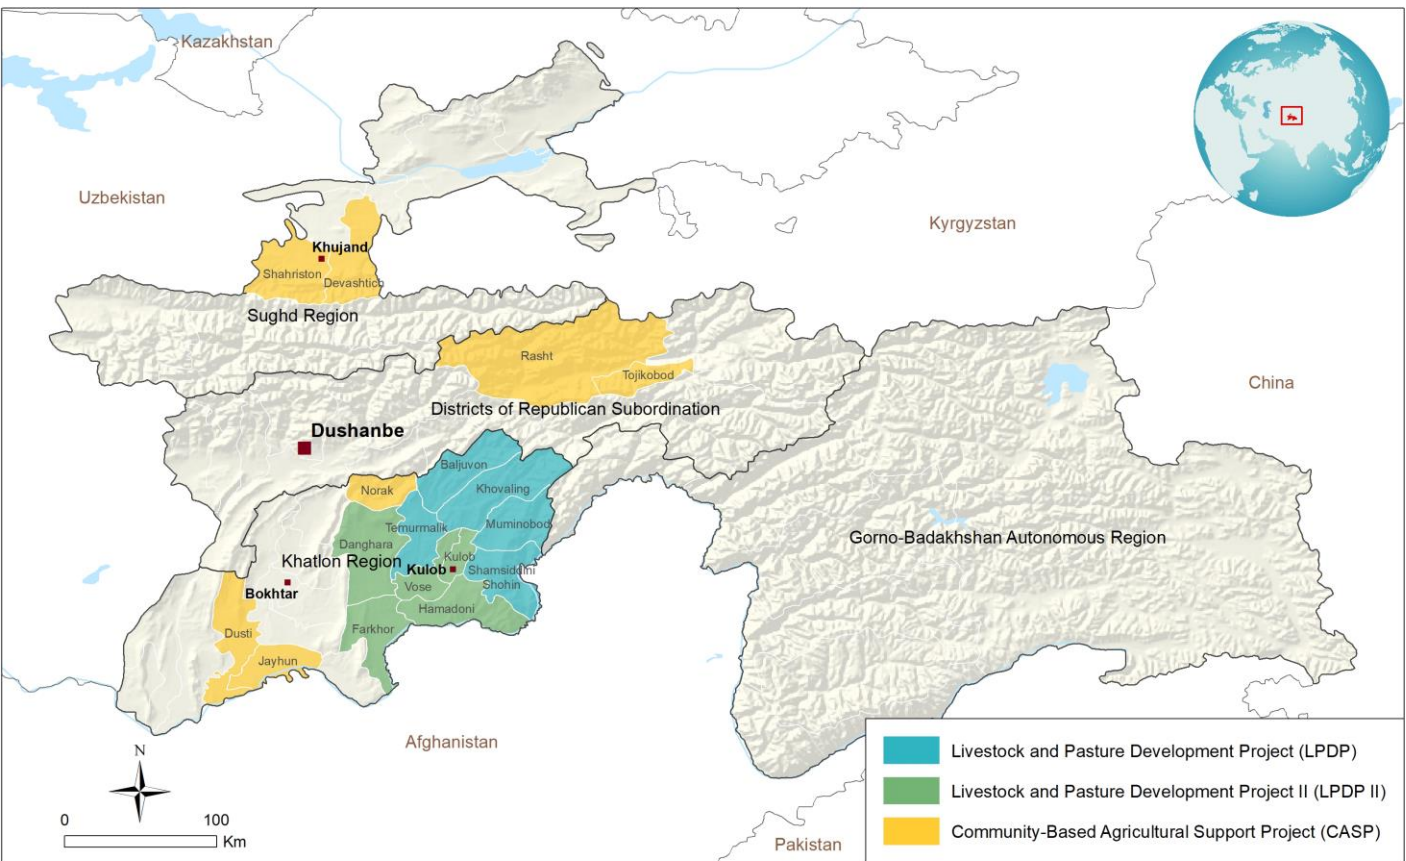 Kazakhstan
Uzbekistan
Kyrgyzstan
Khujand
Shahriston
Devashtich
Sughd Region
Rasht
Tojikobod
China
Districts of Republican Subordination
Dushanbe
Baljuvon
Norak
Khovaling
Temurmalik
Muminobod
Danghara
Gorno-Badakhshan Autonomous Region
Khatlon Region
Kulob
Kulob
Shamsiddini
Shohin
Vose
Bokhtar
Hamadoni
Farkhor
Dusti
Jayhun
Afghanistan
N
0 100
Km
Pakistan
Livestock and Pasture Development Project (LPDP)
Livestock and Pasture Development Project II (LPDP II)
Community-Based Agricultural Support Project (CASP)